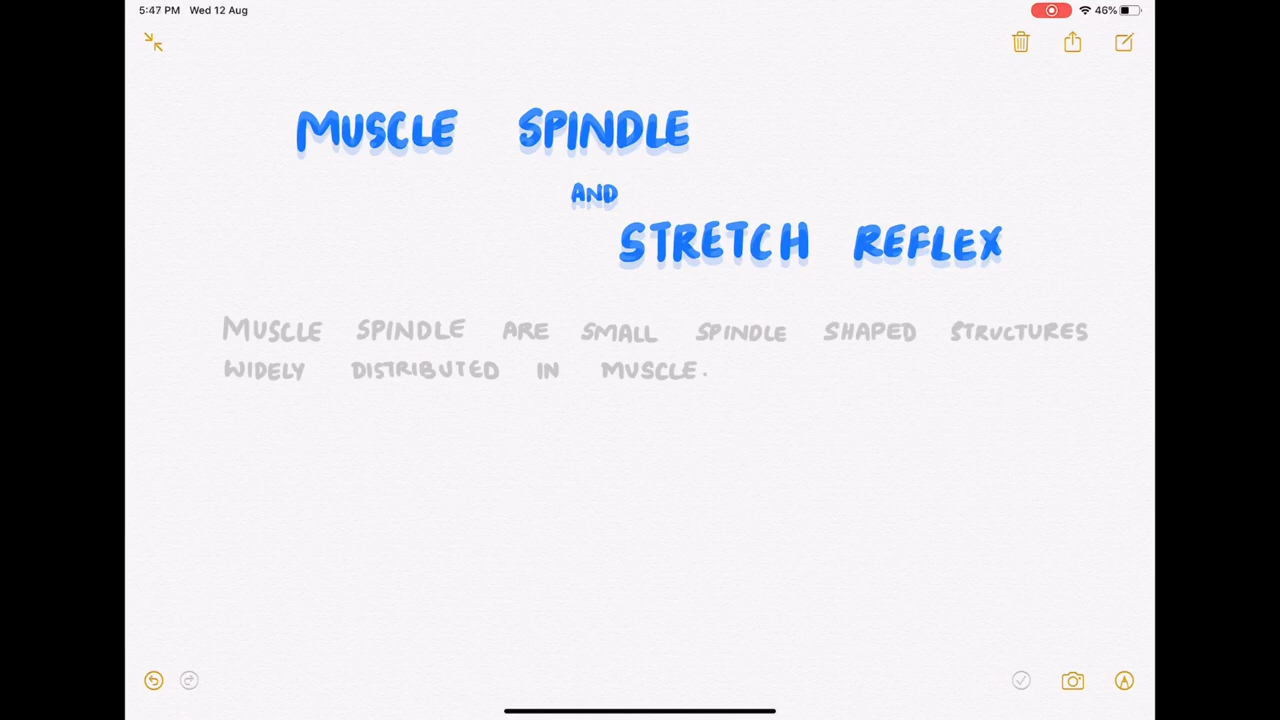 5:47 PM Wed 12 Aug 46%
MUSCLE SPINDLE
AND
STRETCH REFLEX
MUSCLE SPINDLE ARE SMALL SPINDLE SHAPED STRUCTURES
WIDELY DISTRIBUTED IN MUSCLE.